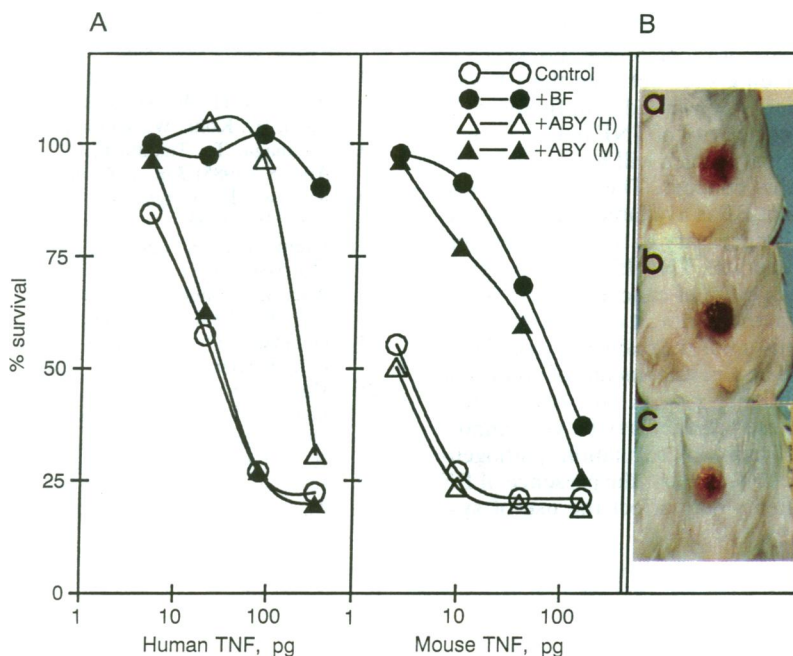 A
B
Control
+BF
+ABY (H)
+ABY (M)
100
75
50
25
0
% survival
1
10
100
1
10
100
Human TNF, pg
Mouse TNF, pg
a
b
c